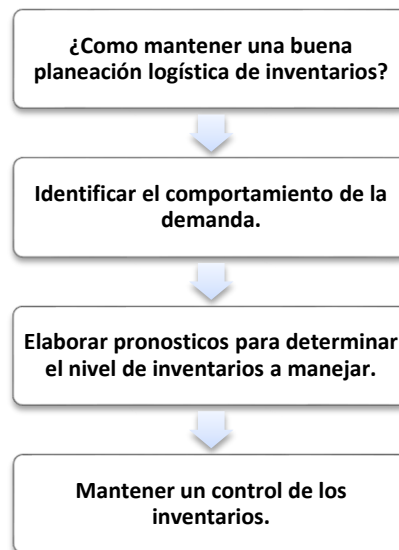 ¿Como mantener una buena
planeación logística de inventarios?
Identificar el comportamiento de la
demanda.
Elaborar pronosticos para determinar
el nivel de inventarios a manejar.
Mantener un control de los
inventarios.